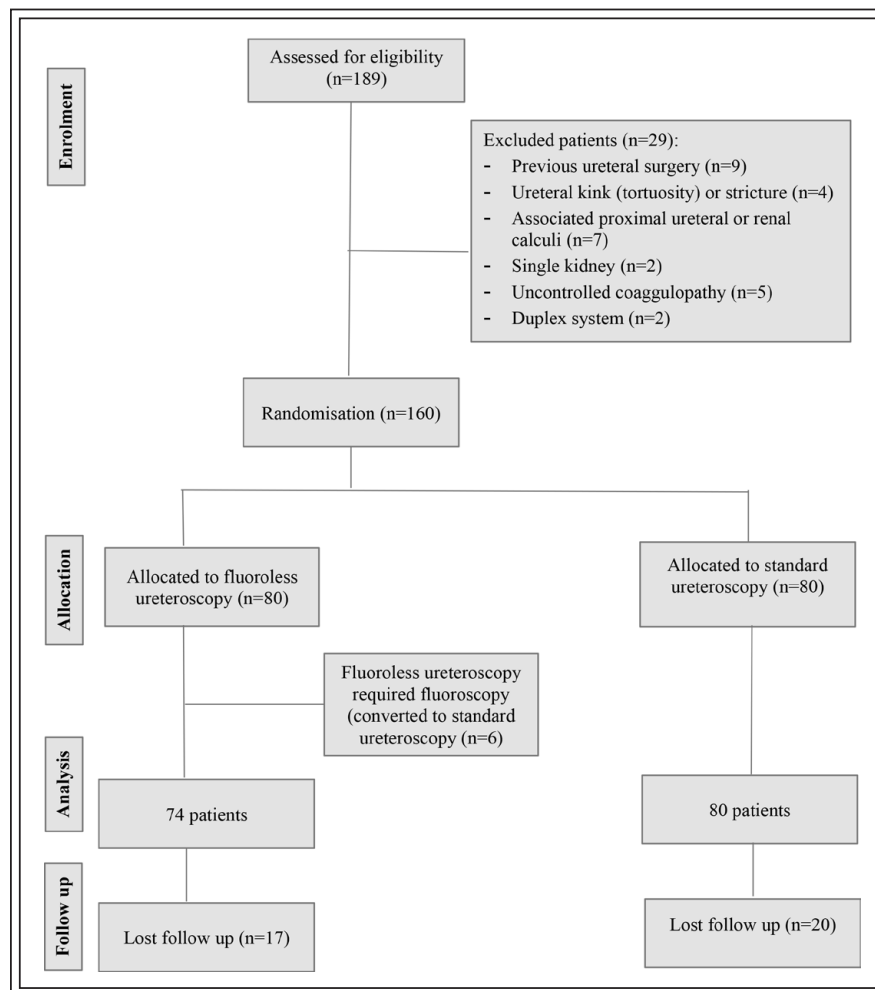 Enrolment
Assessed for eligibility
(n=189)
Excluded patients (n=29):
- Previous ureteral surgery (n=9)
- Ureteral kink (tortuosity) or stricture (n=4)
- Associated proximal ureteral or renal
calculi (n=7)
- Single kidney (n=2)
- Uncontrolled coaggulopathy (n=5)
- Duplex system (n=2)
Randomisation (n=160)
Allocation
Allocated to fluoroless
ureteroscopy (n=80)
Allocated to standard
ureteroscopy (n=80)
Fluoroless ureteroscopy
required fluoroscopy
(converted to standard
ureteroscopy (n=6)
Analysis
74 patients
80 patients
Follow up
Lost follow up (n=17)
Lost follow up (n=20)